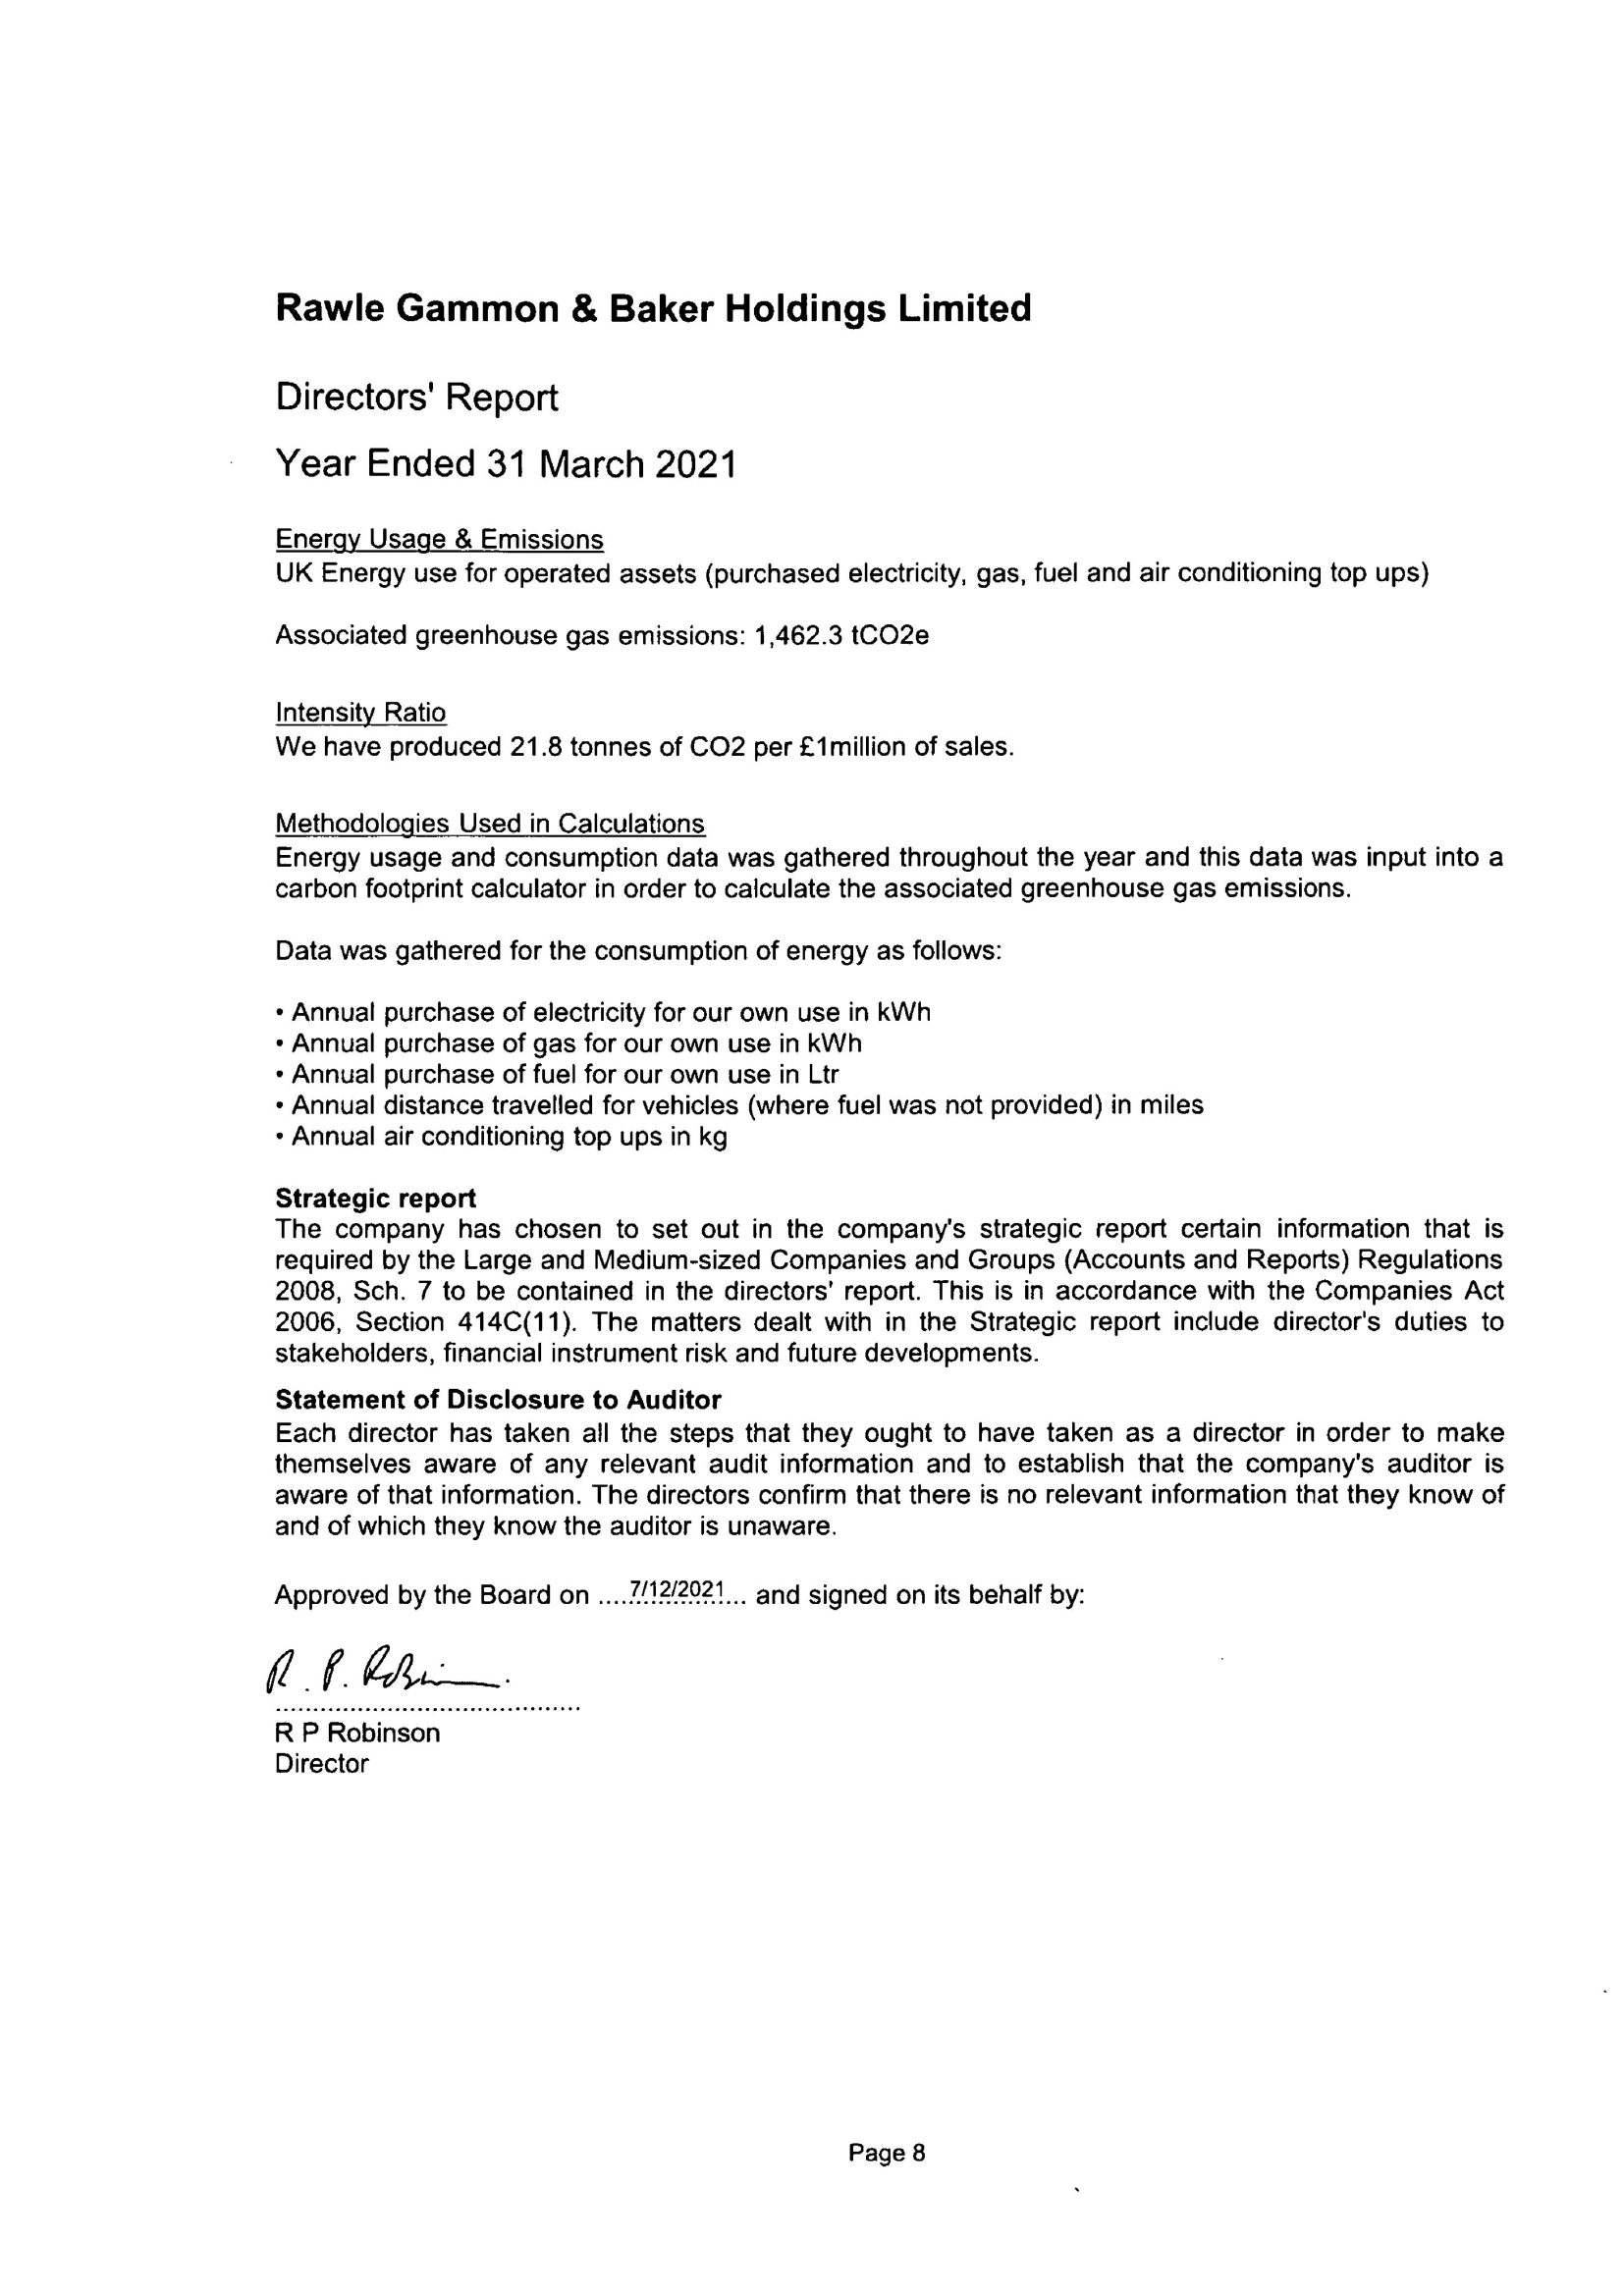 Rawle Gammon & Baker Holdings Limited
Directors' Report
Year Ended 31 March 2021
Energy Usage & Emissions
UK Energy use for operated assets (purchased electricity, gas, fuel and air conditioning top ups)
Associated greenhouse gas emissions: 1,462.3 tCO2e
Intensity Ratio
We have produced 21.8 tonnes of CO2 per £1million of sales.
Methodologies Used in Calculations
Energy usage and consumption data was gathered throughout the year and this data was input into a
carbon footprint calculator in order to calculate the associated greenhouse gas emissions.
Data was gathered for the consumption of energy as follows:
• Annual purchase of electricity for our own use in kWh
• Annual purchase of gas for our own use in kWh
• Annual purchase of fuel for our own use in Ltr
• Annual distance travelled for vehicles (where fuel was not provided) in miles
• Annual air conditioning top ups in kg
Strategic report
The company has chosen to set out in the company's strategic report certain information that is
required by the Large and Medium-sized Companies and Groups (Accounts and Reports) Regulations
2008, Sch. 7 to be contained in the directors' report. This is in accordance with the Companies Act
2006, Section 414C(11). The matters dealt with in the Strategic report include director's duties to
stakeholders, financial instrument risk and future developments.
Statement of Disclosure to Auditor
Each director has taken all the steps that they ought to have taken as a director in order to make
themselves aware of any relevant audit information and to establish that the company's auditor is
aware of that information. The directors confirm that there is no relevant information that they know of
and of which they know the auditor is unaware.
Approved by the Board on ....7/12/2021... and signed on its behalf by:
R. P.
R P Robinson
Director
Page 8